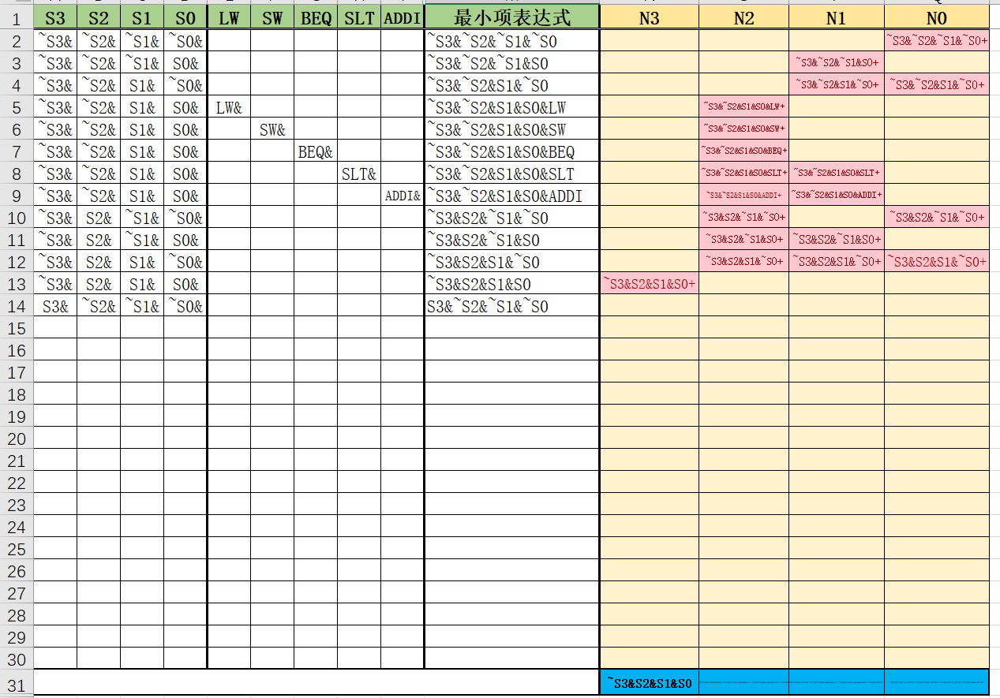 1 S3 S2 S1 S0 LW SW BEQ SLT ADDI 最小项表达式 N3 N2 N1 N0
2 ~S3& ~S2& ~S1& ~S0& ~S3&~S2&~S1&~S0 ~S3&~S2&~S1&~S0+
3 ~S3& ~S2& ~S1& S0& ~S3&~S2&~S1&S0 ~S3&~S2&~S1&S0+
4 ~S3& ~S2& S1& ~S0& ~S3&~S2&S1&~S0 ~S3&~S2&S1&~S0+ ~S3&~S2&S1&~S0+
5 ~S3& ~S2& S1& S0& LW& ~S3&~S2&S1&S0&LW ~S3&~S2&S1&S0&LW+
6 ~S3& ~S2& S1& S0& SW& ~S3&~S2&S1&S0&SW ~S3&~S2&S1&S0&SW+
7 ~S3& ~S2& S1& S0& BEQ& ~S3&~S2&S1&S0&BEQ ~S3&~S2&S1&S0&BEQ+
8 ~S3& ~S2& S1& S0& SLT& ~S3&~S2&S1&S0&SLT ~S3&~S2&S1&S0&SLT+ ~S3&~S2&S1&S0&SLT+
9 ~S3& ~S2& S1& S0& ADDI& ~S3&~S2&S1&S0&ADDI ~S3&~S2&S1&S0&ADDI+ ~S3&~S2&S1&S0&ADDI+
10 ~S3& S2& ~S1& ~S0& ~S3&S2&~S1&~S0 ~S3&S2&~S1&~S0+ ~S3&S2&~S1&~S0+
11 ~S3& S2& ~S1& S0& ~S3&S2&~S1&S0 ~S3&S2&~S1&S0+ ~S3&S2&~S1&S0+
12 ~S3& S2& S1& ~S0& ~S3&S2&S1&~S0 ~S3&S2&S1&~S0+ ~S3&S2&S1&~S0+ ~S3&S2&S1&~S0+
13 ~S3& S2& S1& S0& ~S3&S2&S1&S0 ~S3&S2&S1&S0+
14 S3& ~S2& ~S1& ~S0& S3&~S2&~S1&~S0
15
16
17
18
19
20
21
22
23
24
25
26
27
28
29
30
31 ~S3&S2&S1&S0